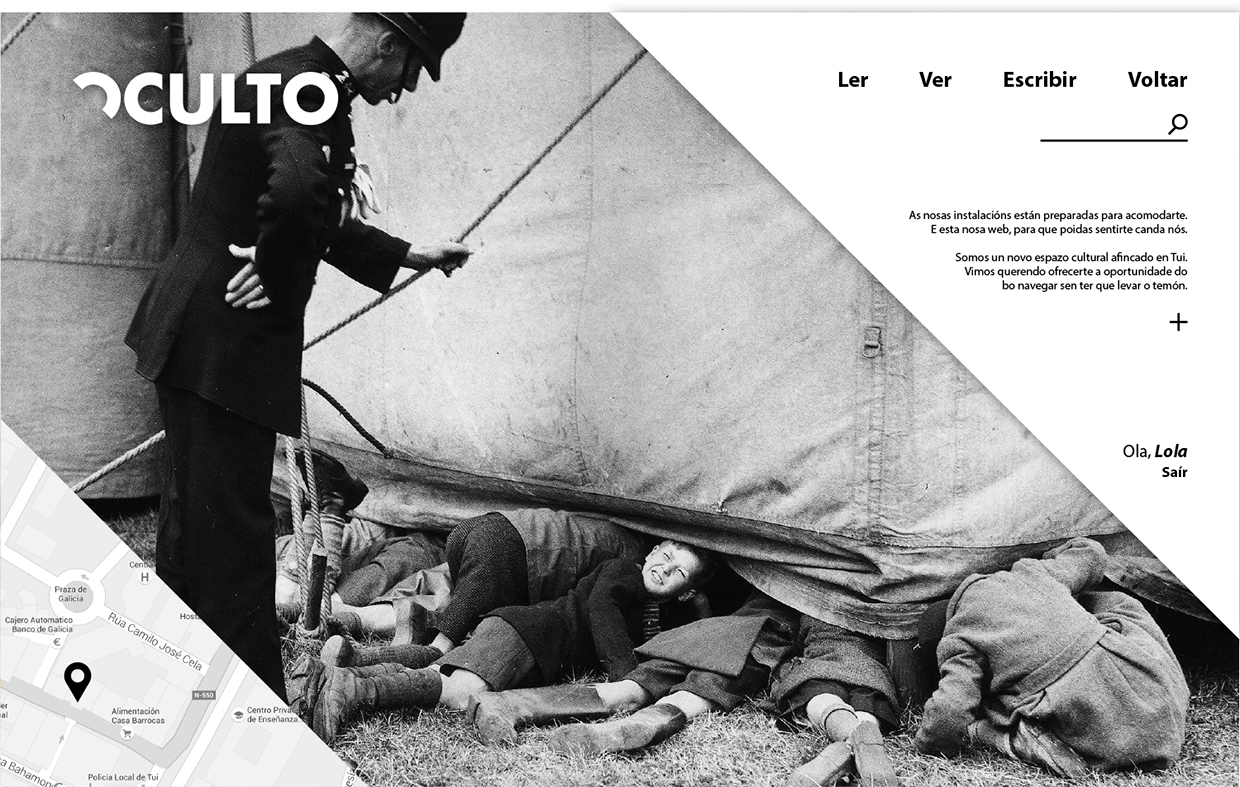 OCULTO
Ler
Ver
Escribir
Voltar
As nosas instalacións están preparadas para acomodarte.
E esta nosa web, para que poidas sentirte canda nós.
Somos un novo espazo cultural afincado en Tui.
Vimos querendo ofrecerte a oportunidade do
bo navegar sen ter que levar o temón.
+
Ola, Lola
Saír
H
Praza de
Galicia
Cajero Automatico
Banco de Galicia
€
Rúa Camilo José Cela
N-550
Centro Priva
de Enseñanza...
Alimentación
Casa Barrocas
Policía Local de Tui
a Bahamon